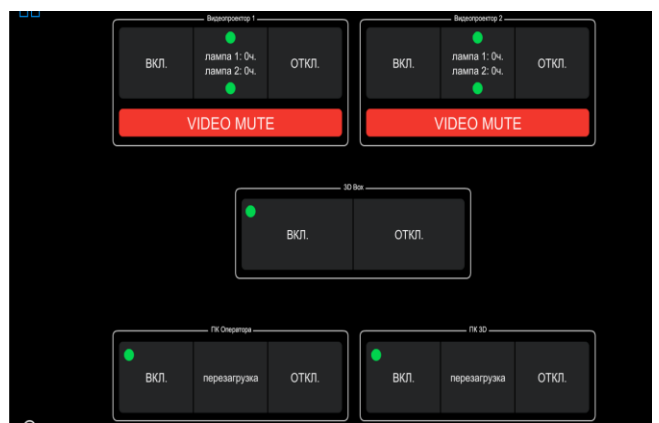 Видеопроектор 1
Видеопроектор 2
ВКЛ.
лампа 1: 0ч.
лампа 2: 0ч.
ОТКЛ.
ВКЛ.
лампа 1: 0ч.
лампа 2: 0ч.
ОТКЛ.
VIDEO MUTE
VIDEO MUTE
3D Box
ВКЛ.
ОТКЛ.
ПК Оператора
ПК 3D
ВКЛ.
перезагрузка
ОТКЛ.
ВКЛ.
перезагрузка
ОТКЛ.